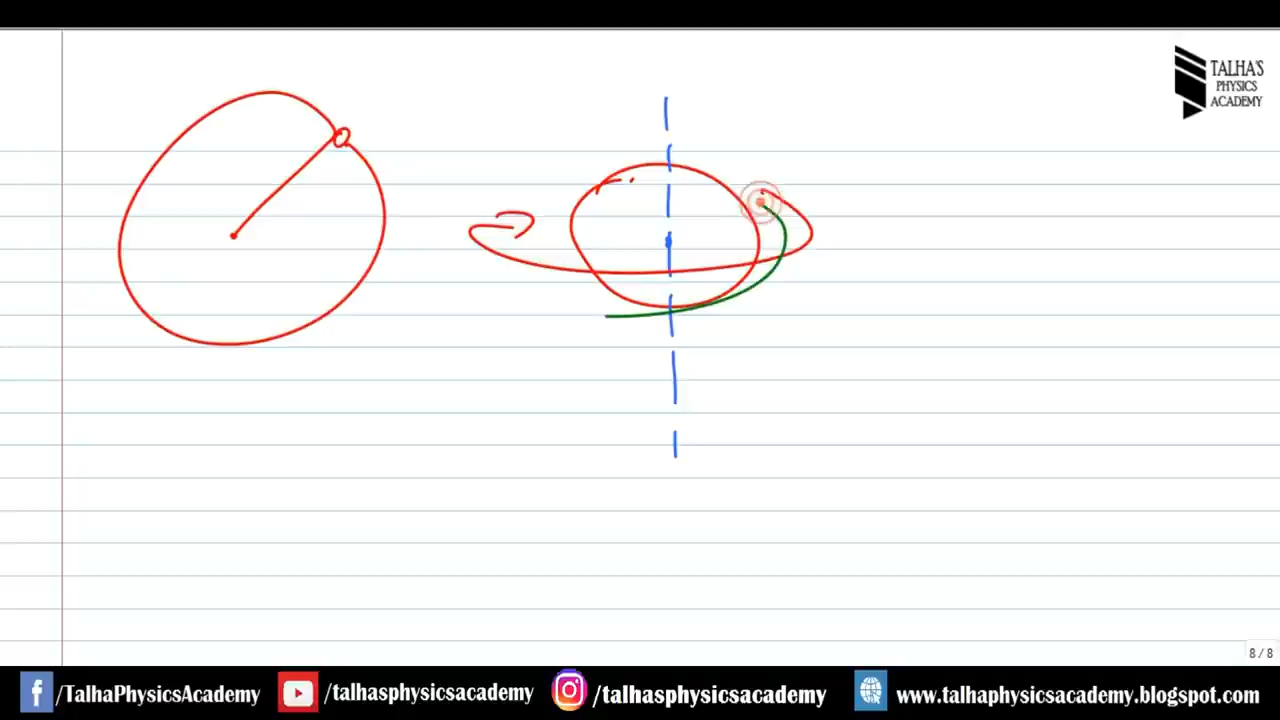 TALHA'S
PHYSICS
ACADEMY
8 / 8
/TalhaPhysicsAcademy
/talhasphysicsacademy
/talhasphysicsacademy
www.talhaphysicsacademy.blogspot.com